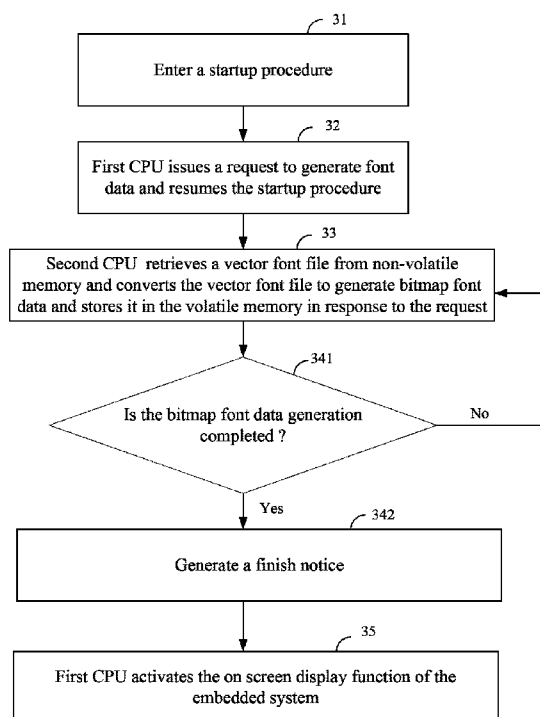 31
Enter a startup procedure
32
First CPU issues a request to generate font
data and resumes the startup procedure
33
Second CPU retrieves a vector font file from non-volatile
memory and converts the vector font file to generate bitmap font
data and stores it in the volatile memory in response to the request
341
Is the bitmap font data generation
completed ?
No
Yes
342
Generate a finish notice
35
First CPU activates the on screen display function of the
embedded system